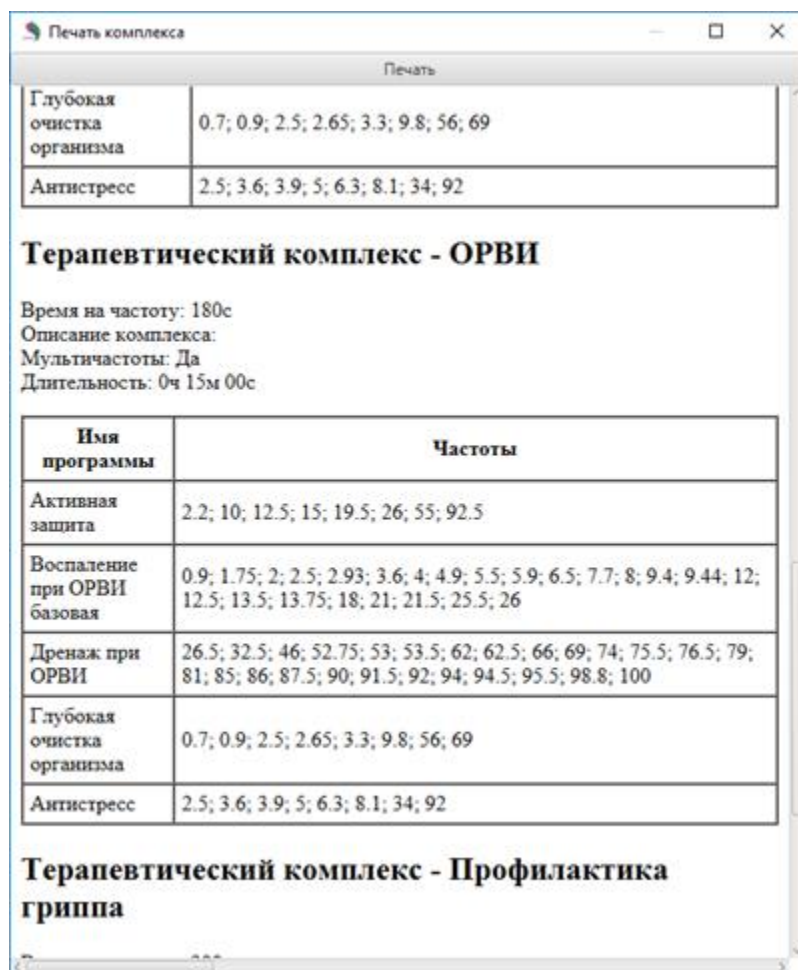 Печать комплекса
Печать
Глубокая
очистка
организма
0.7; 0.9; 2.5; 2.65; 3.3; 9.8; 56; 69
Антистресс
2.5; 3.6; 3.9; 5; 6.3; 8.1; 34; 92
Терапевтический комплекс - ОРВИ
Время на частоту: 180с
Описание комплекса:
Мультичастоты: Да
Длительность: 0ч 15м 00с
Имя
программы
Частоты
Активная
защита
2.2; 10; 12.5; 15; 19.5; 26; 55; 92.5
Воспаление
при ОРВИ
базовая
0.9; 1.75; 2; 2.5; 2.93; 3.6; 4; 4.9; 5.5; 5.9; 6.5; 7.7; 8; 9.4; 9.44; 12;
12.5; 13.5; 13.75; 18; 21; 21.5; 25.5; 26
Дренаж при
ОРВИ
26.5; 32.5; 46; 52.75; 53; 53.5; 62; 62.5; 66; 69; 74; 75.5; 76.5; 79;
81; 85; 86; 87.5; 90; 91.5; 92; 94; 94.5; 95.5; 98.8; 100
Глубокая
очистка
организма
0.7; 0.9; 2.5; 2.65; 3.3; 9.8; 56; 69
Антистресс
2.5; 3.6; 3.9; 5; 6.3; 8.1; 34; 92
Терапевтический комплекс - Профилактика
гриппа